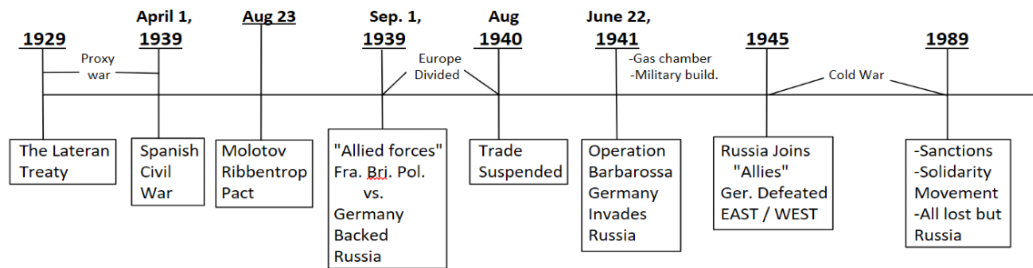 1929
April 1,
1939
Aug 23
Sep. 1,
1939
Aug
1940
June 22,
1941
1945
1989
Proxy
war
Europe
Divided
-Gas chamber
-Military build.
Cold War
The Lateran
Treaty
Spanish
Civil
War
Molotov
Ribbentrop
Pact
"Allied forces"
Fra. Bri. Pol.
vs.
Germany
Backed
Russia
Trade
Suspended
Operation
Barbarossa
Germany
Invades
Russia
Russia Joins
"Allies"
Ger. Defeated
EAST / WEST
-Sanctions
-Solidarity
Movement
-All lost but
Russia